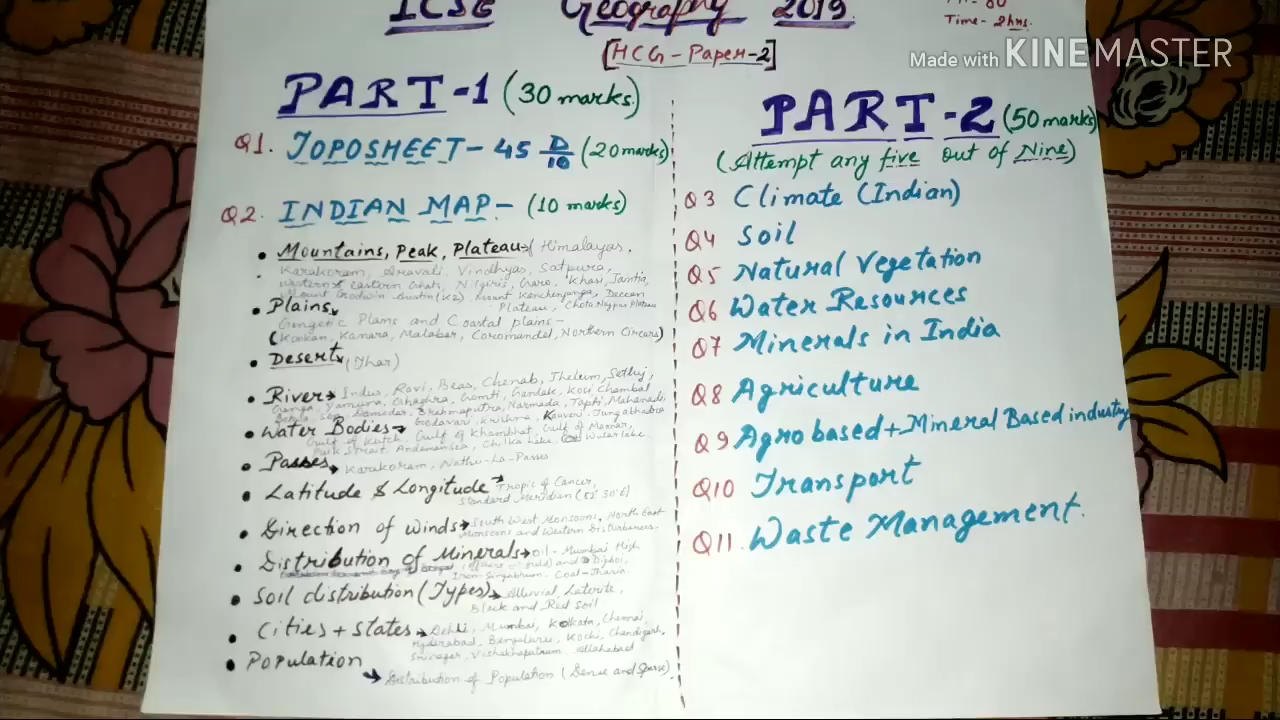 ICSE Geography 2019
Time - 2hrs.
[HCG - Paper-2]
Made with KINEMASTER
PART-1 (30 marks)
Q1. TOPOSHEET - 45 D/10 (20 marks)
Q2. INDIAN MAP - (10 marks)
• Mountains, Peak, Plateau → (Himalayas,
Karakoram, Aravali, Vindhyas, Satpura,
Western & eastern Ghats, Nilgiris, Garo, Khasi, Jaintia,
Mount Godwin Austin (K2), Mount Kanchenjunga, Deccan
Plateau, Chota Nagpur Plateau
• Plains
Gangetic Plains and Coastal plains -
(Konkan, Kanara, Malabar, Coromandel, Northern Circars)
• Desert (Thar)
• River → Indus, Ravi, Beas, Chenab, Jhelum, Setluj,
Ganga, Yamuna, Ghaghra, Gomti, Gandak, Kosi Chambal
Betwa, Son, Damodar, Brahmaputra, Narmada, Tapti, Mahanadi,
Godavari, Krishna, Kaveri, Tungabhadra
• Water Bodies →
Gulf of Kutch, Gulf of Khambhat, Gulf of Mannar,
Palk Strait, Andaman Sea, Chilka Lake, Wular lake
• Passes → Karakoram, Nathu-La-Passes
• Latitude & Longitude → Tropic of Cancer,
Standard Meridian (82° 30'E)
• Direction of winds → South West Monsoons, North East
Monsoons and Western Disturbances.
• Distribution of Minerals → oil - Mumbai High
and Digboi,
Iron-Singhbhum, Coal-Jharia
• Soil distribution (Types) → Alluvial, Laterite,
Black and Red Soil
• Cities + States → Dehli, Mumbai, Kolkata, Chennai,
Hyderabad, Bengaluru, Kochi, Chandigarh,
Srinagar, Vishakhapatnam, Allahabad
• Population
→ Distribution of Population (Dense and Sparse)
PART-2 (50 marks)
(Attempt any five out of Nine)
Q3 Climate (Indian)
Q4 Soil
Q5 Natural Vegetation
Q6 Water Resources
Q7 Minerals in India
Q8 Agriculture
Q9 Agro based + Mineral Based industry
Q10 Transport
Q11. Waste Management.